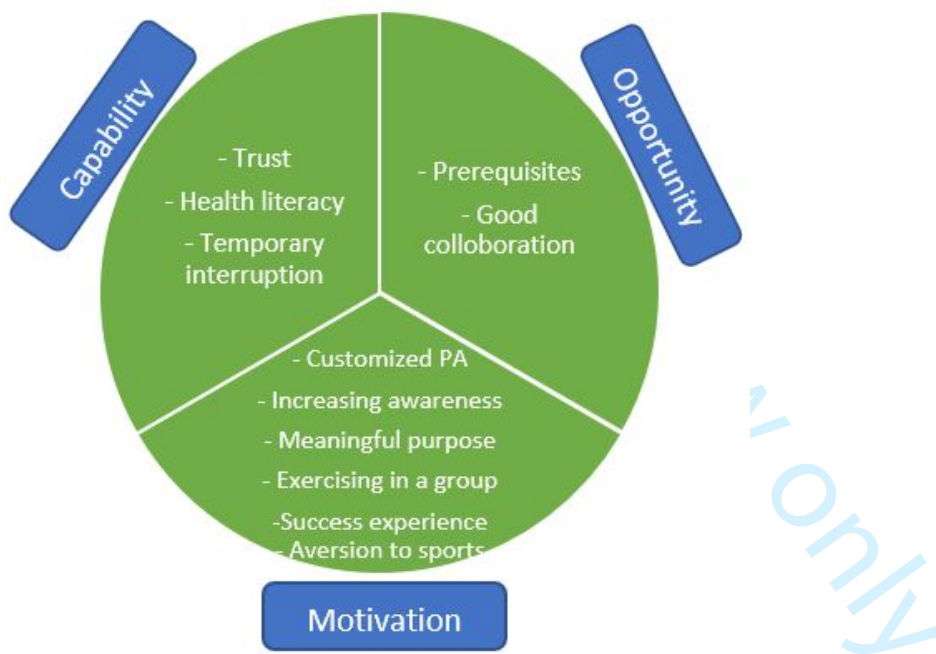 Capability
- Trust
- Health literacy
- Temporary
interruption
Opportunity
- Prerequisites
- Good
colloboration
- Customized PA
- Increasing awareness
- Meaningful purpose
- Exercising in a group
-Success experience
- Aversion to sports
Motivation
only